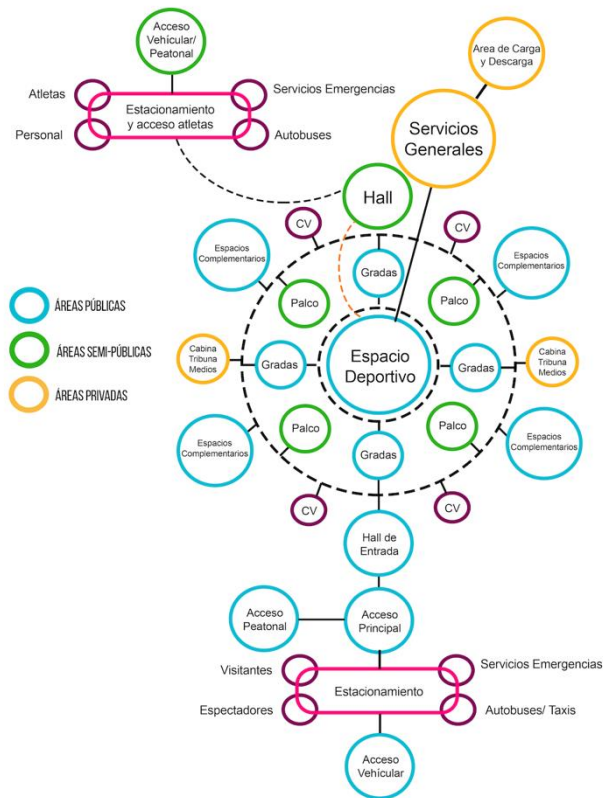 Acceso
Vehícular/
Peatonal
Area de Carga
y Descarga
Atletas
Servicios Emergencias
Estacionamiento
y acceso atletas
Personal
Autobuses
Servicios
Generales
Hall
CV
CV
Espacios
Complementarios
Gradas
Espacios
Complementarios
Palco
Palco
ÁREAS PÚBLICAS
ÁREAS SEMI-PÚBLICAS
ÁREAS PRIVADAS
Cabina
Tribuna
Medios
Gradas
Espacio
Deportivo
Gradas
Cabina
Tribuna
Medios
Palco
Palco
Espacios
Complementarios
Gradas
Espacios
Complementarios
CV
CV
Hall de
Entrada
Acceso
Peatonal
Acceso
Principal
Visitantes
Servicios Emergencias
Estacionamiento
Espectadores
Autobuses/ Taxis
Acceso
Vehícular